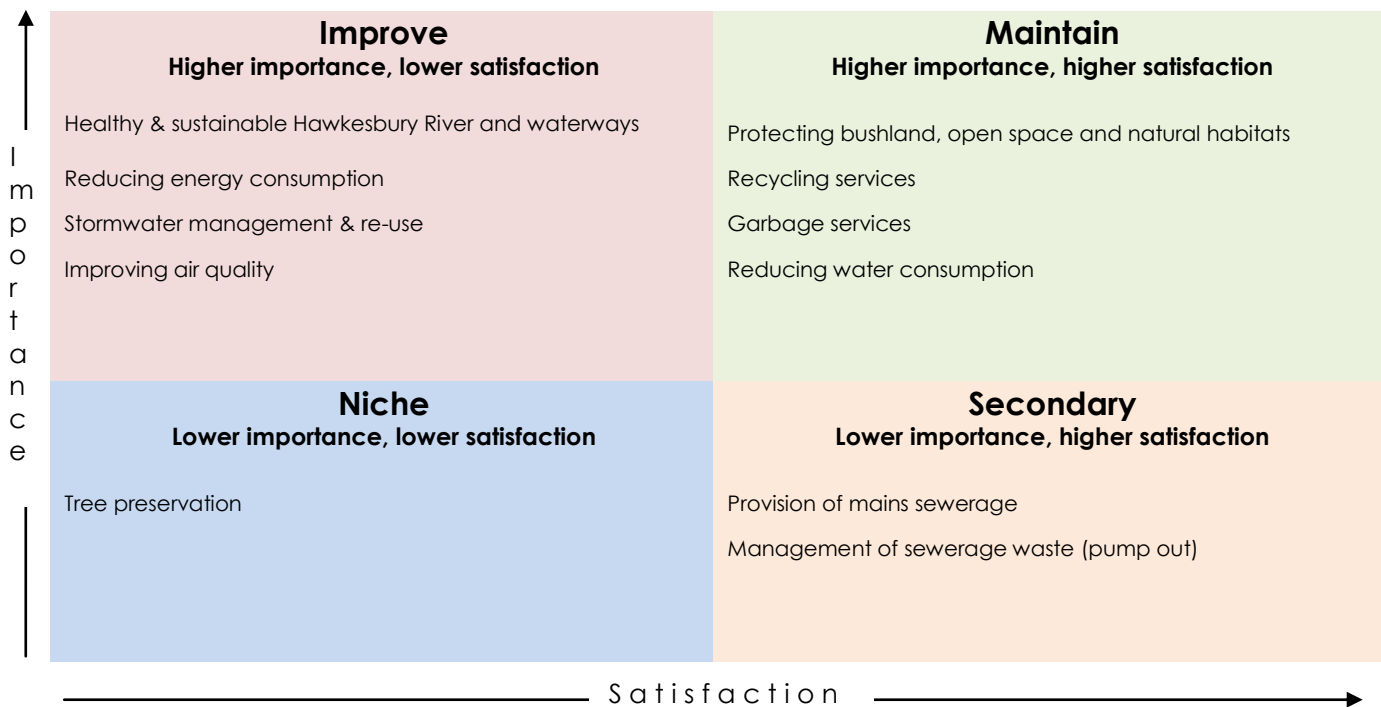 Improve
Higher importance, lower satisfaction
Healthy & sustainable Hawkesbury River and waterways
Reducing energy consumption
Stormwater management & re-use
Improving air quality
Maintain
Higher importance, higher satisfaction
Protecting bushland, open space and natural habitats
Recycling services
Garbage services
Reducing water consumption
Importance
Niche
Lower importance, lower satisfaction
Tree preservation
Secondary
Lower importance, higher satisfaction
Provision of mains sewerage
Management of sewerage waste (pump out)
Satisfaction